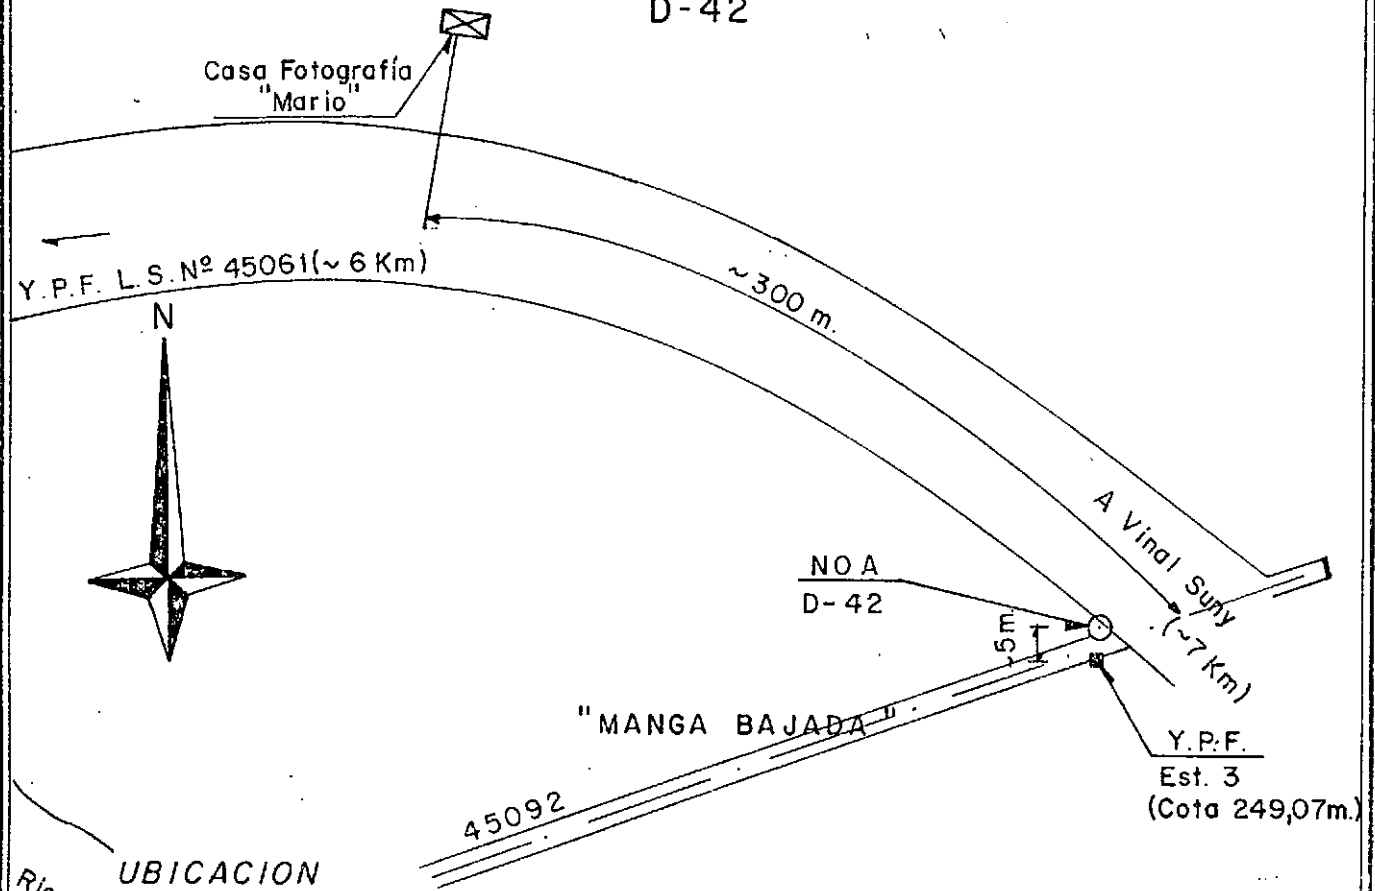 D-42
Casa Fotografía
"Mario"
Y.P.F. L.S. Nº 45061 (~ 6 Km)
N
~300 m.
A Vinal Suny
(~7 Km)
NOA
D-42
~5m.
"MANGA BAJADA"
Y.P.F.
Est. 3
(Cota 249,07m.)
45092
UBICACION